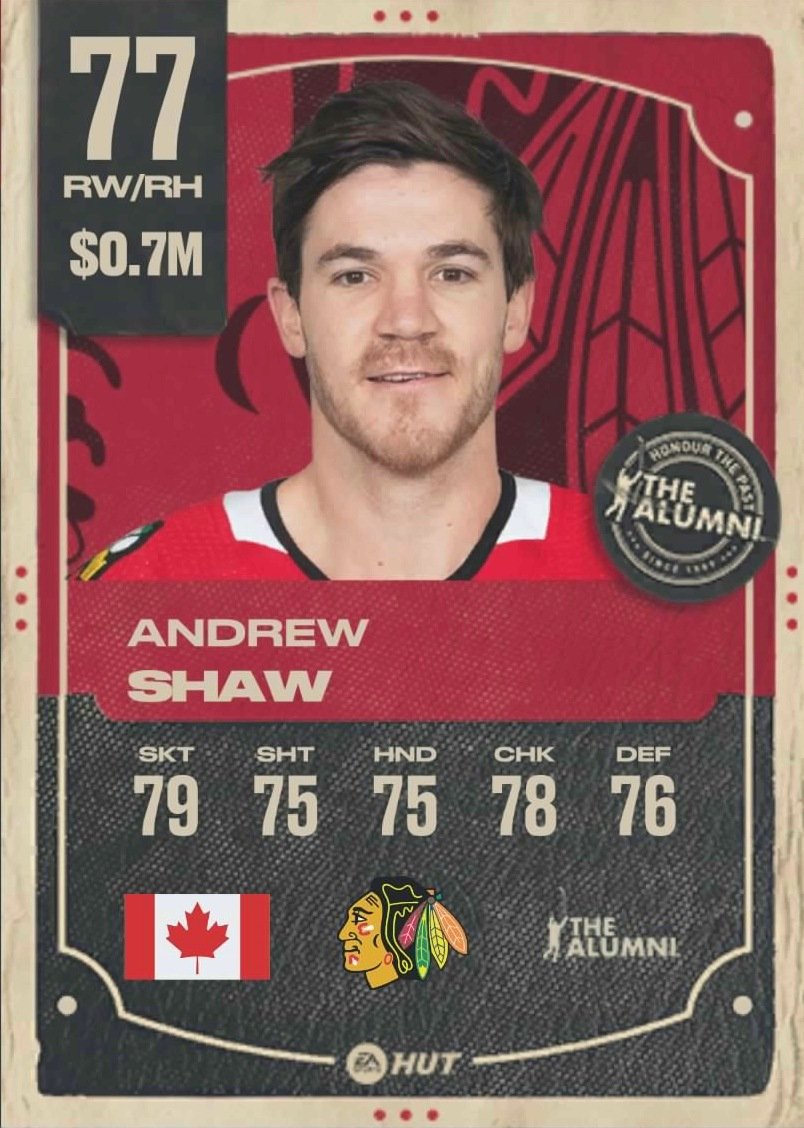 77
RW/RH
$0.7M
HONOUR THE PAST
THE
ALUMNI
ANDREW
SHAW
SKT SHT HND CHK DEF
79 75 75 78 76
THE
ALUMNI
EA
HUT